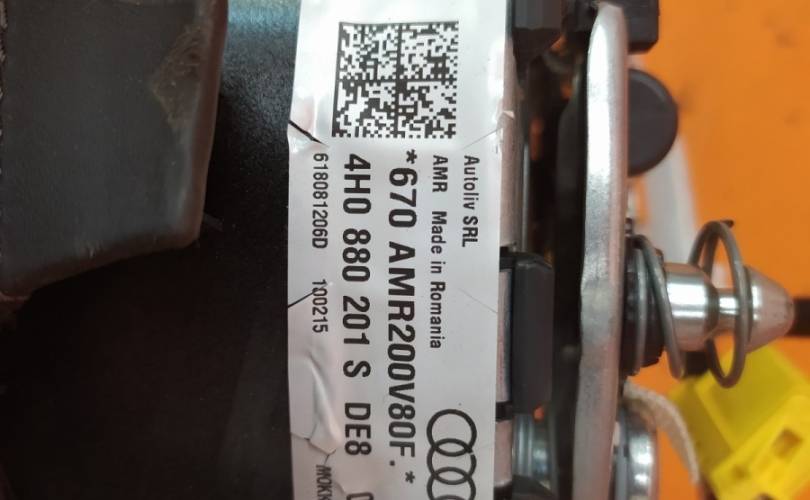 Autoliv SRL
AMR Made in Romania
*670 AMR200V80F.*
4H0 880 201 S DE8
618081206D 100215